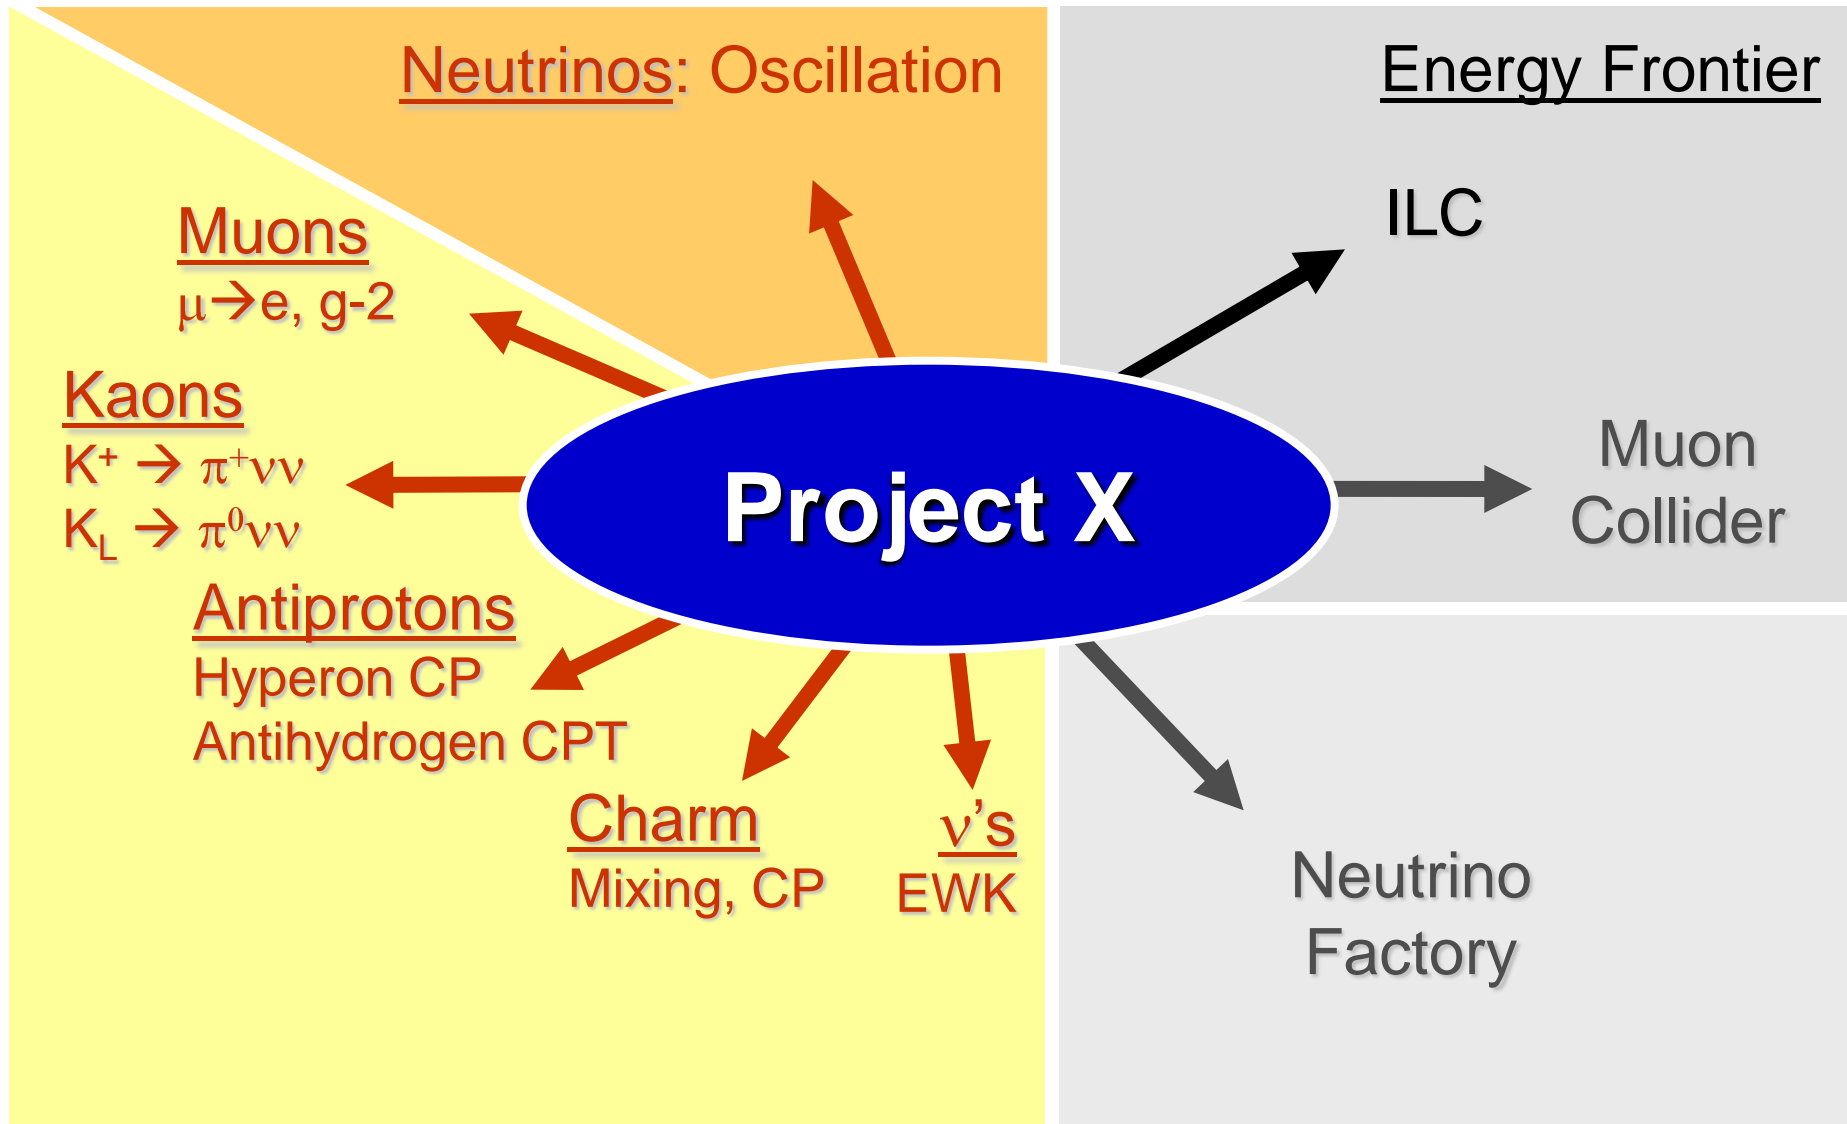 Neutrinos: Oscillation
Energy Frontier
ILC
Muons
μ→e, g-2
Kaons
K⁺ → π⁺νν
K_L → π⁰νν
Project X
Muon
Collider
Antiprotons
Hyperon CP
Antihydrogen CPT
Charm
Mixing, CP
ν’s
EWK
Neutrino
Factory